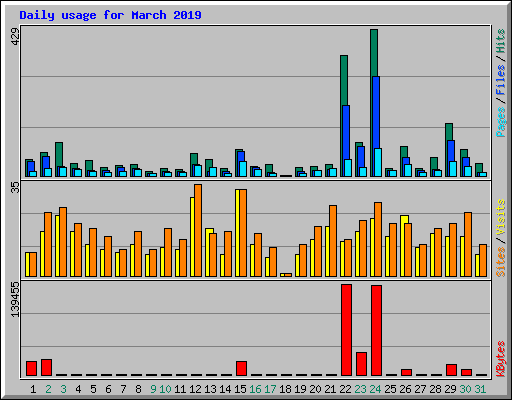 Daily usage for March 2019
429
Pages / Files / Hits
35
Sites / Visits
139455
KBytes
1 2 3 4 5 6 7 8 9 10 11 12 13 14 15 16 17 18 19 20 21 22 23 24 25 26 27 28 29 30 31